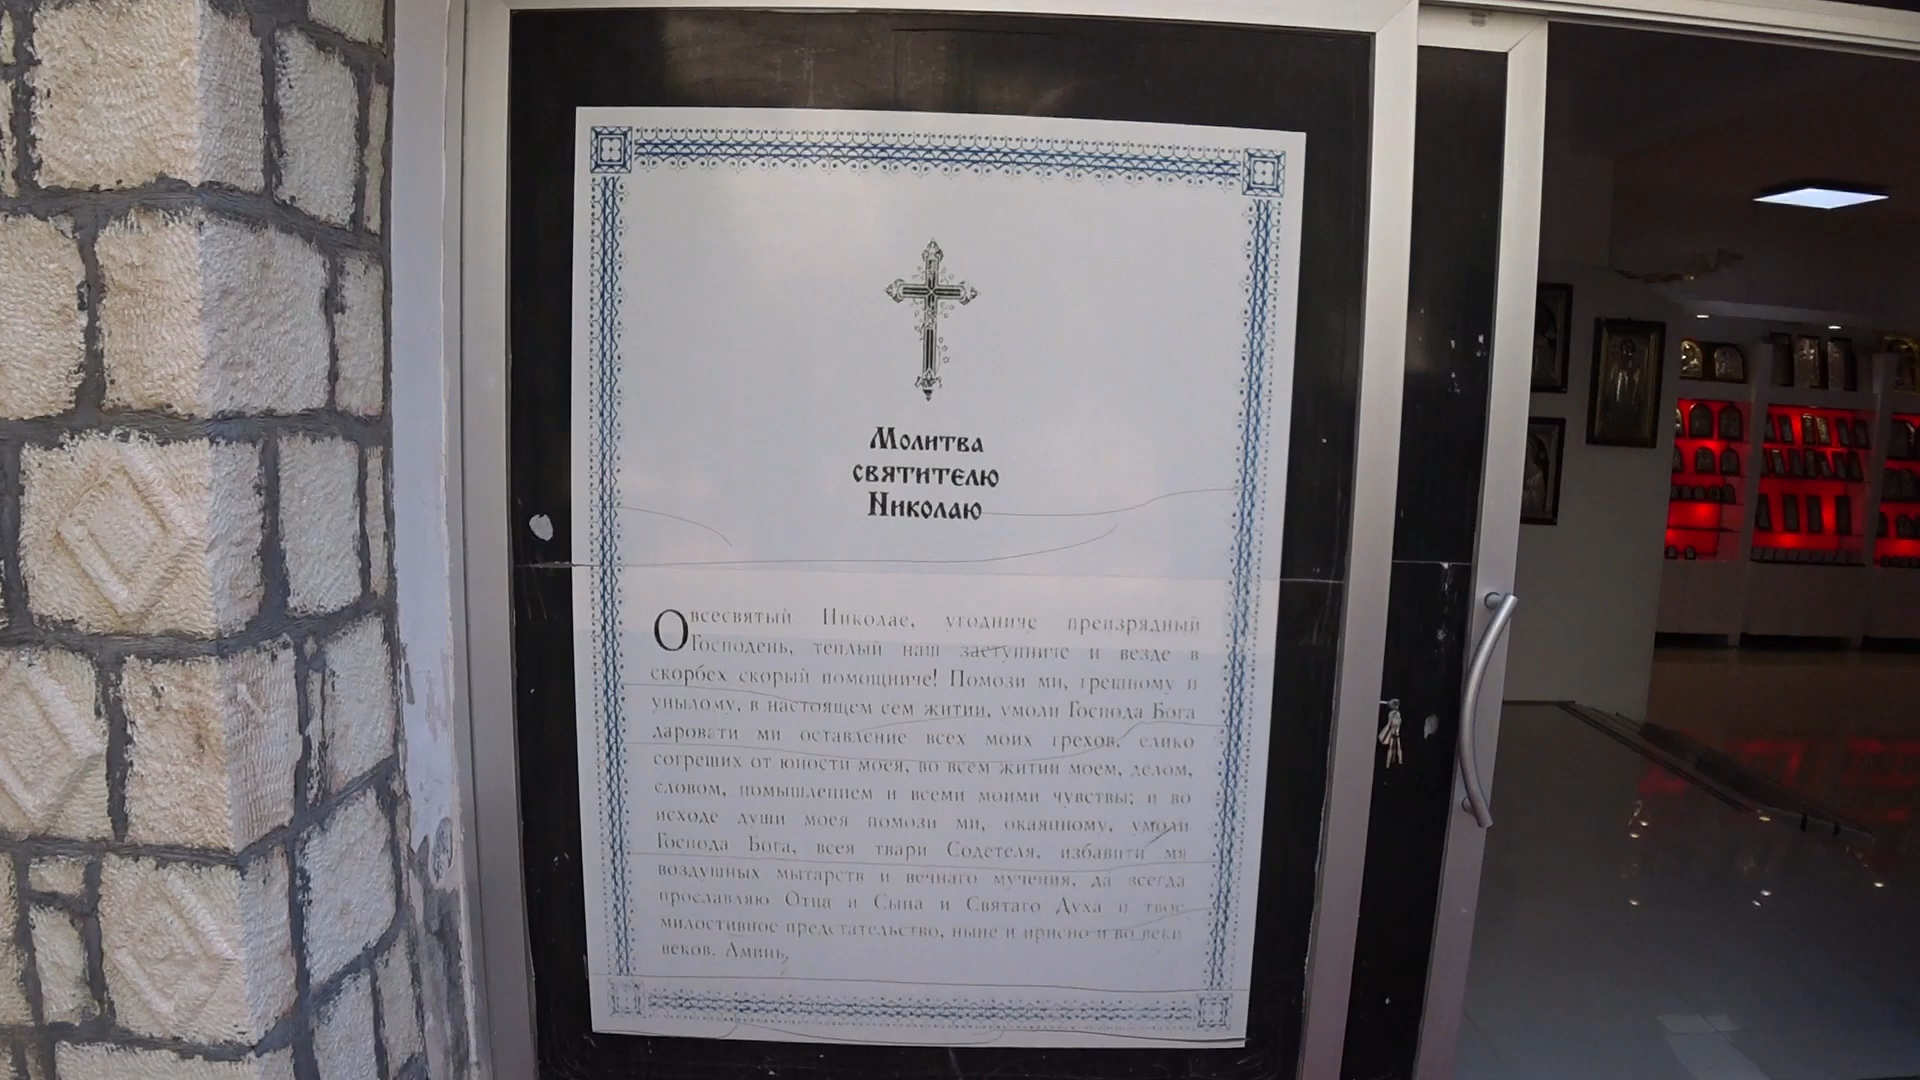 Молитва
святителю
Николаю
О всесвятый Николае, угодниче преизрядный
Господень, теплый наш заступниче и везде в
скорбех скорый помощниче! Помози ми, грешному и
унылому, в настоящем сем житии, умоли Господа Бога
даровати ми оставление всех моих грехов, елико
согреших от юности моея, во всем житии моем, делом,
словом, помышлением и всеми моими чувствы; и во
исходе души моея помози ми, окаянному, умоли
Господа Бога, всея твари Содетеля, избавити мя
воздушных мытарств и вечнаго мучения, да всегда
прославляю Отца и Сына и Святаго Духа и твое
милостивное предстательство, ныне и присно и во веки
веков. Аминь.